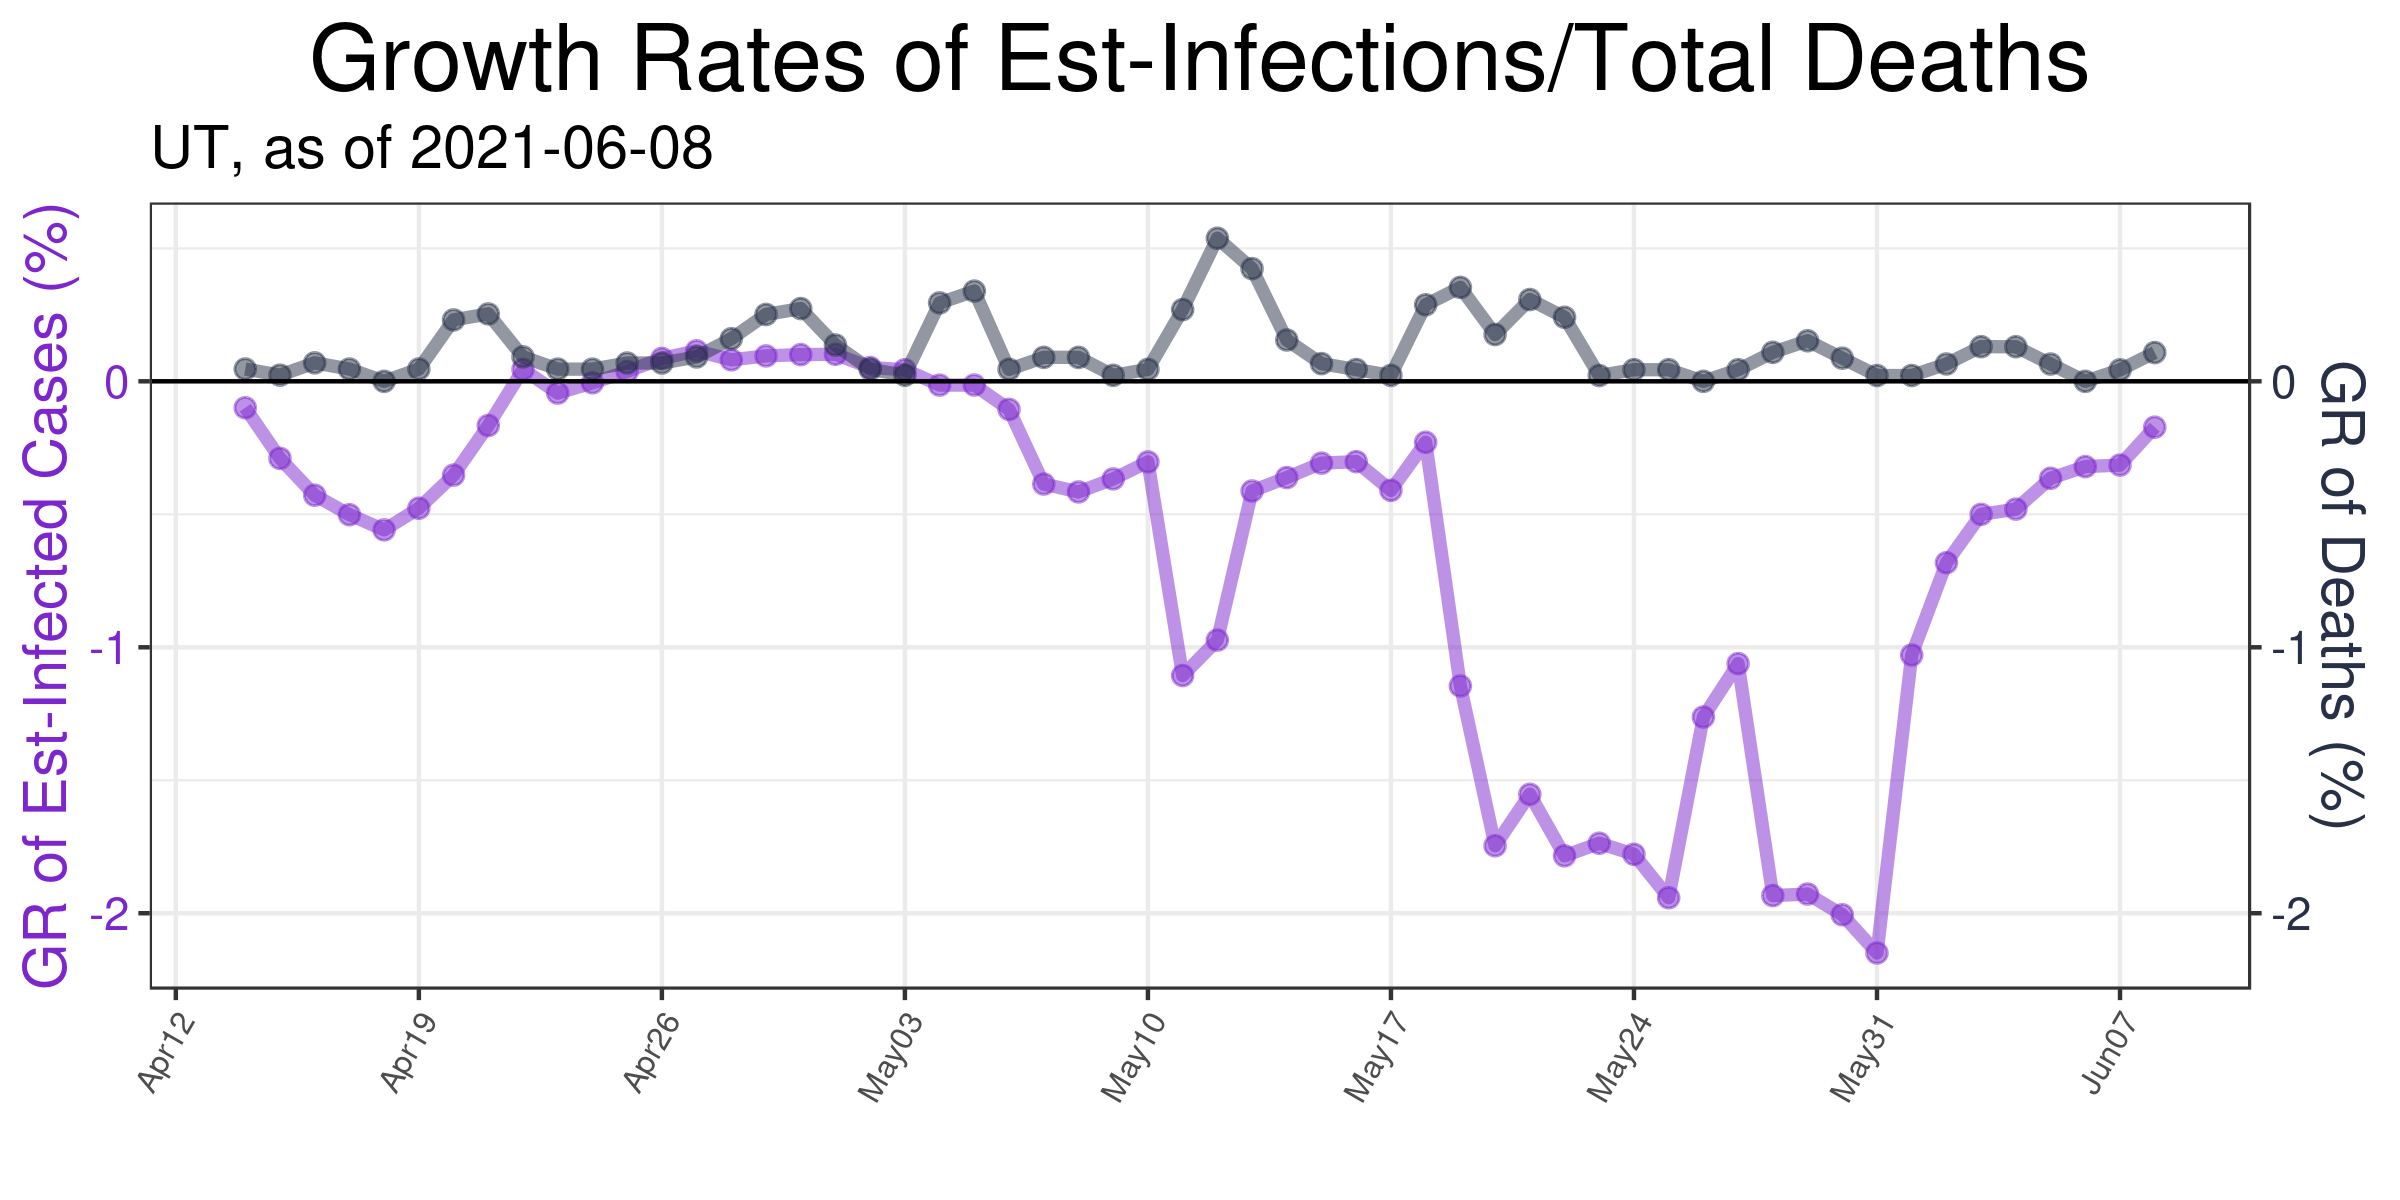 Growth Rates of Est-Infections/Total Deaths
UT, as of 2021-06-08
GR of Est-Infected Cases (%)
0
-1
-2
0
-1
-2
GR of Deaths (%)
Apr12
Apr19
Apr26
May03
May10
May17
May24
May31
Jun07